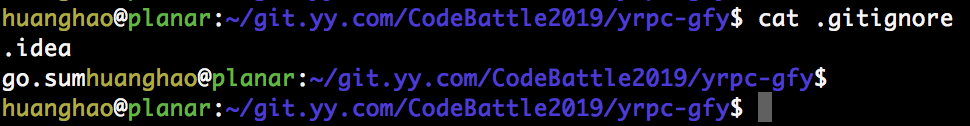 huanghao@planar:~/git.yy.com/CodeBattle2019/yrpc-gfy$ cat .gitignore
.idea
go.sumhuanghao@planar:~/git.yy.com/CodeBattle2019/yrpc-gfy$
huanghao@planar:~/git.yy.com/CodeBattle2019/yrpc-gfy$